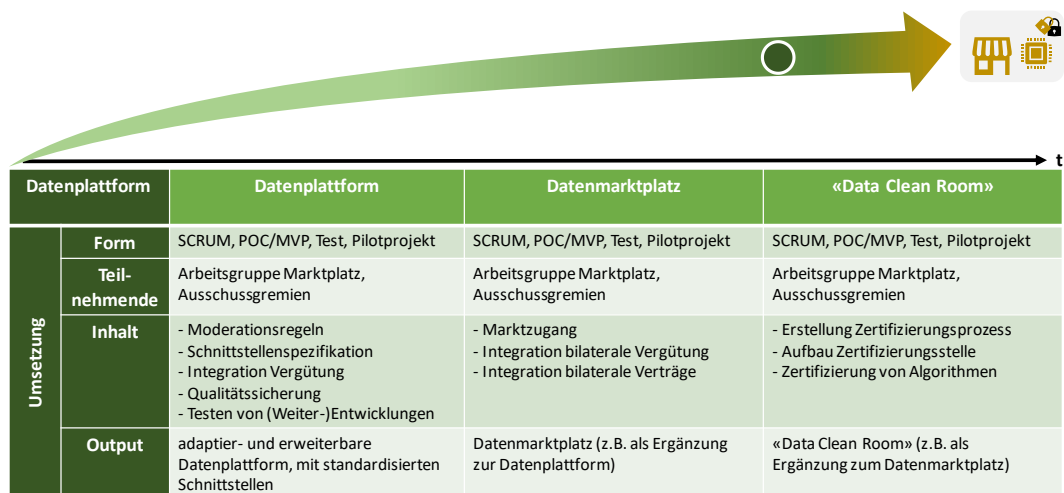 t
Datenplattform
Datenplattform
Datenmarktplatz
«Data Clean Room»
Umsetzung
Form
SCRUM, POC/MVP, Test, Pilotprojekt
SCRUM, POC/MVP, Test, Pilotprojekt
SCRUM, POC/MVP, Test, Pilotprojekt
Teil-
nehmende
Arbeitsgruppe Marktplatz,
Ausschussgremien
Arbeitsgruppe Marktplatz,
Ausschussgremien
Arbeitsgruppe Marktplatz,
Ausschussgremien
Inhalt
- Moderationsregeln
- Schnittstellenspezifikation
- Integration Vergütung
- Qualitätssicherung
- Testen von (Weiter-)Entwicklungen
- Marktzugang
- Integration bilaterale Vergütung
- Integration bilaterale Verträge
- Erstellung Zertifizierungsprozess
- Aufbau Zertifizierungsstelle
- Zertifizierung von Algorithmen
Output
adaptier- und erweiterbare
Datenplattform, mit standardisierten
Schnittstellen
Datenmarktplatz (z.B. als Ergänzung
zur Datenplattform)
«Data Clean Room» (z.B. als
Ergänzung zum Datenmarktplatz)